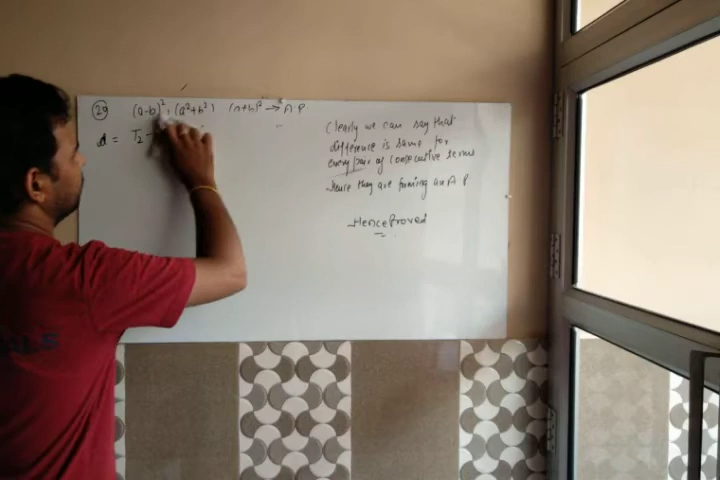 29 (a-b)², (a²+b²) (a+b)² → A.P
d = T₂ -
Clearly we can say that
difference is same for
every pair of consecutive terms
Hence they are forming an A P
Hence Proved